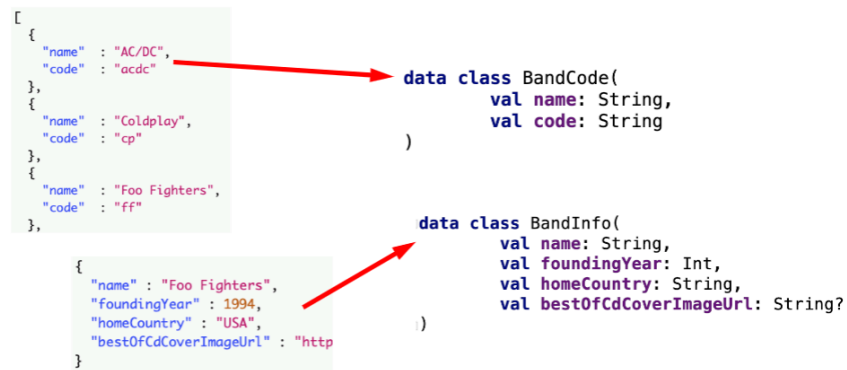 [
{
"name" : "AC/DC",
"code" : "acdc"
},
{
"name" : "Coldplay",
"code" : "cp"
},
{
"name" : "Foo Fighters",
"code" : "ff"
},
data class BandCode(
val name: String,
val code: String
)
{
"name" : "Foo Fighters",
"foundingYear" : 1994,
"homeCountry" : "USA",
"bestOfCdCoverImageUrl" : "http
}
data class BandInfo(
val name: String,
val foundingYear: Int,
val homeCountry: String,
val bestOfCdCoverImageUrl: String?
)